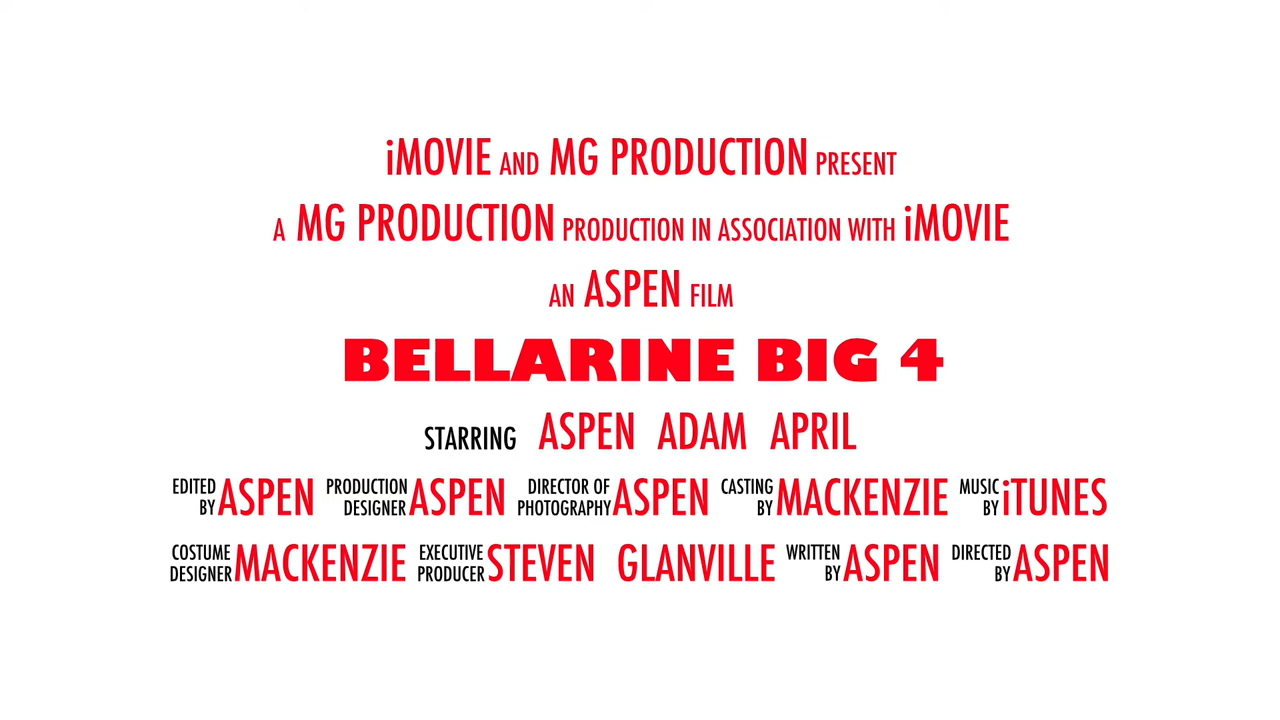 iMOVIE AND MG PRODUCTION PRESENT
A MG PRODUCTION PRODUCTION IN ASSOCIATION WITH iMOVIE
AN ASPEN FILM
BELLARINE BIG 4
STARRING ASPEN ADAM APRIL
EDITED BY ASPEN PRODUCTION DESIGNER ASPEN DIRECTOR OF PHOTOGRAPHY ASPEN CASTING BY MACKENZIE MUSIC BY iTUNES
COSTUME DESIGNER MACKENZIE EXECUTIVE PRODUCER STEVEN GLANVILLE WRITTEN BY ASPEN DIRECTED BY ASPEN